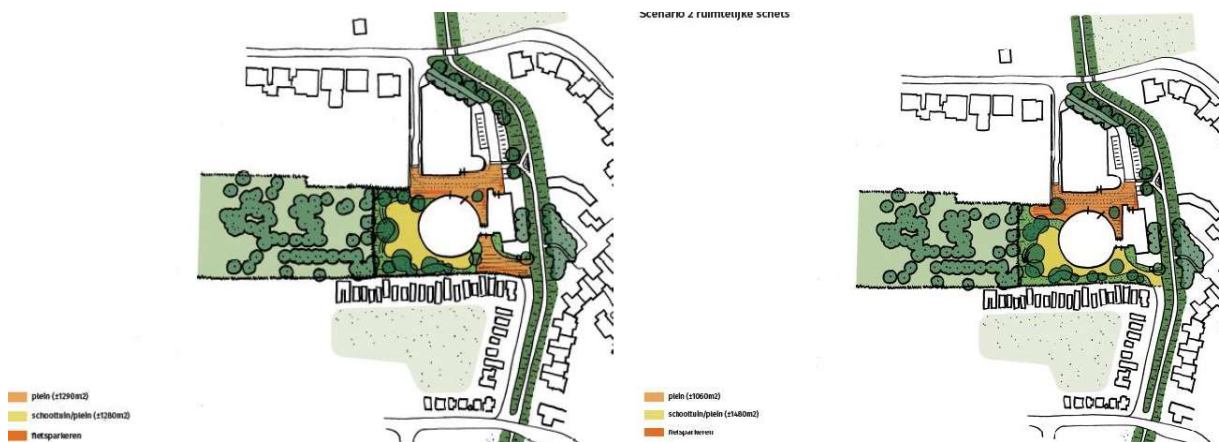 Scenario 2 ruimtelijke schets
plein (±1290m2)
schooltuin/plein (±1280m2)
fietsparkeren
plein (±1060m2)
schooltuin/plein (±1480m2)
fietsparkeren